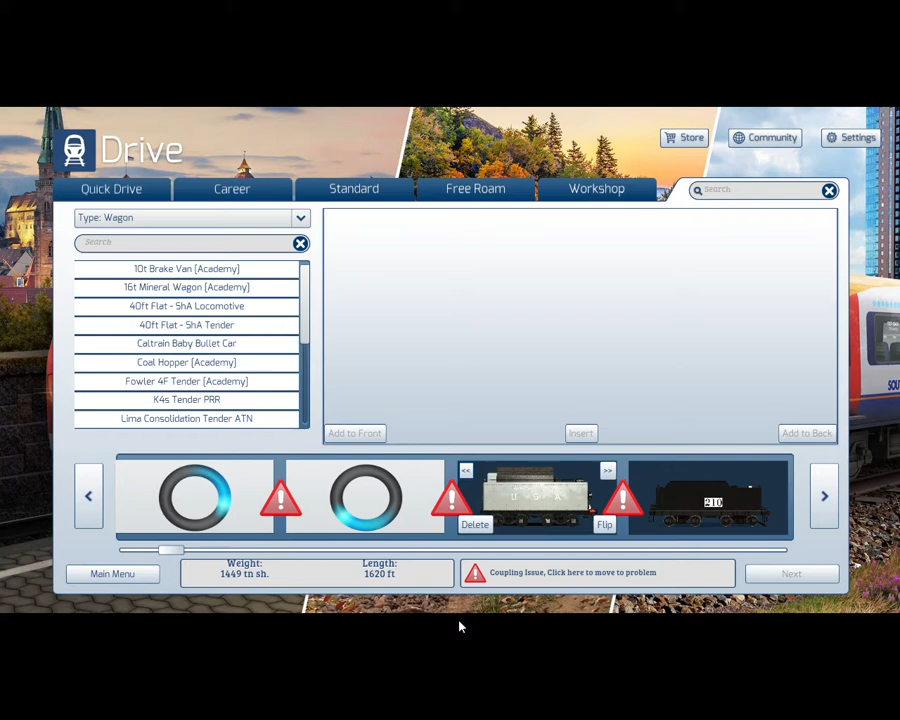 Drive
Store
Community
Settings
Quick Drive
Career
Standard
Free Roam
Workshop
Search
Type: Wagon
Search
10t Brake Van [Academy]
16t Mineral Wagon [Academy]
40ft Flat - ShA Locomotive
40ft Flat - ShA Tender
Caltrain Baby Bullet Car
Coal Hopper [Academy]
Fowler 4F Tender [Academy]
K4s Tender PRR
Lima Consolidation Tender ATN
Add to Front
Insert
Add to Back
<<
>>
U S A
210
Delete
Flip
Weight:
1449 tn sh.
Length:
1620 ft
Coupling Issue, Click here to move to problem
Main Menu
Next